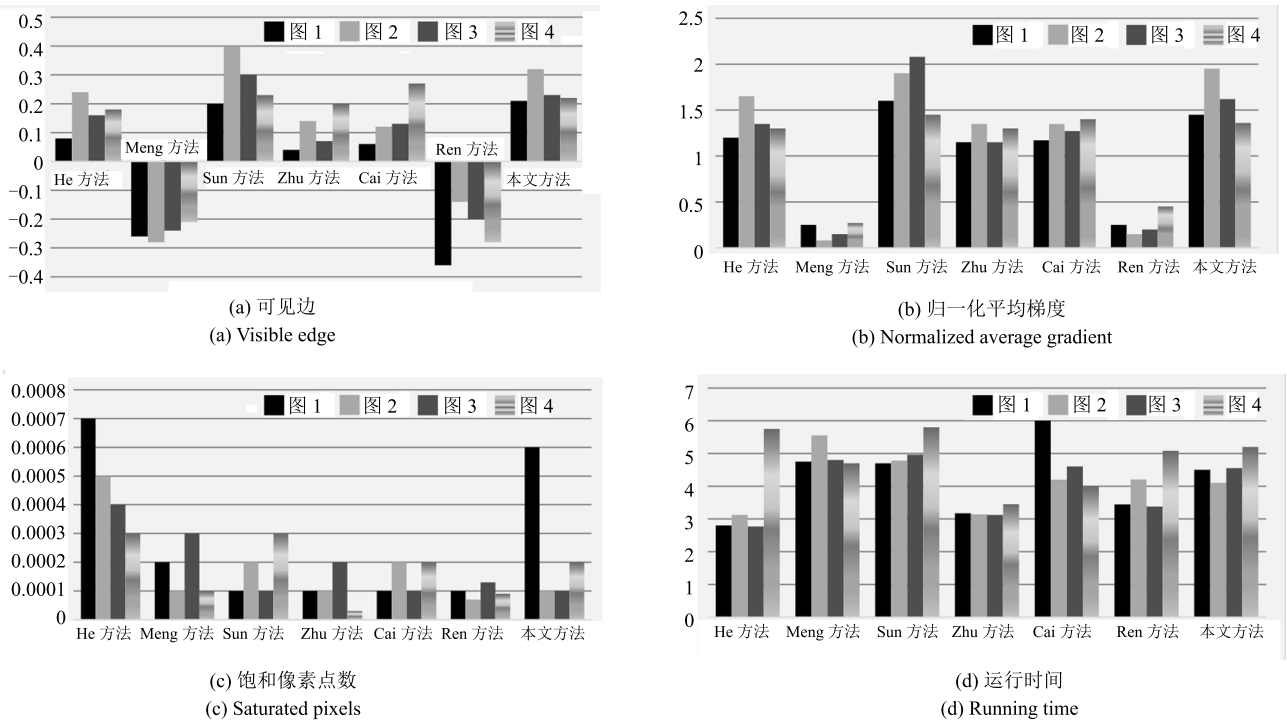 0.5
0.4
0.3
0.2
0.1
0
−0.1
−0.2
−0.3
−0.4
图 1 图 2 图 3 图 4
He 方法 Meng 方法 Sun 方法 Zhu 方法 Cai 方法 Ren 方法 本文方法
(a) 可见边
(a) Visible edge
2.5
2
1.5
1
0.5
0
图 1 图 2 图 3 图 4
He 方法 Meng 方法 Sun 方法 Zhu 方法 Cai 方法 Ren 方法 本文方法
(b) 归一化平均梯度
(b) Normalized average gradient
0.0008
0.0007
0.0006
0.0005
0.0004
0.0003
0.0002
0.0001
0
图 1 图 2 图 3 图 4
He 方法 Meng 方法 Sun 方法 Zhu 方法 Cai 方法 Ren 方法 本文方法
(c) 饱和像素点数
(c) Saturated pixels
7
6
5
4
3
2
1
0
图 1 图 2 图 3 图 4
He 方法 Meng 方法 Sun 方法 Zhu 方法 Cai 方法 Ren 方法 本文方法
(d) 运行时间
(d) Running time